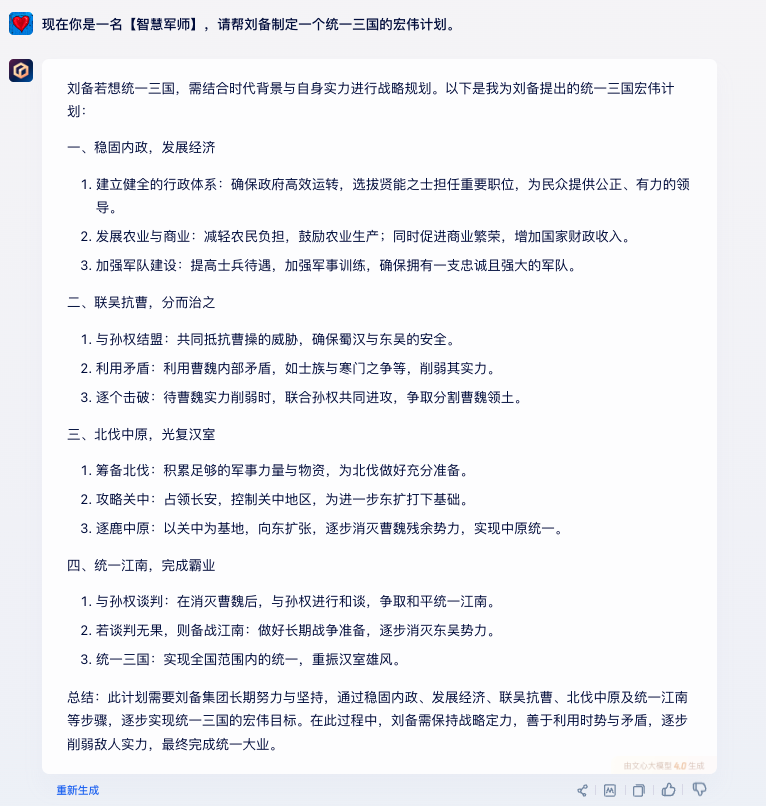 现在你是一名【智慧军师】，请帮刘备制定一个统一三国的宏伟计划。
刘备若想统一三国，需结合时代背景与自身实力进行战略规划。以下是我为刘备提出的统一三国宏伟计
划：
一、稳固内政，发展经济
1. 建立健全的行政体系：确保政府高效运转，选拔贤能之士担任重要职位，为民众提供公正、有力的领
导。
2. 发展农业与商业：减轻农民负担，鼓励农业生产；同时促进商业繁荣，增加国家财政收入。
3. 加强军队建设：提高士兵待遇，加强军事训练，确保拥有一支忠诚且强大的军队。
二、联吴抗曹，分而治之
1. 与孙权结盟：共同抵抗曹操的威胁，确保蜀汉与东吴的安全。
2. 利用矛盾：利用曹魏内部矛盾，如士族与寒门之争等，削弱其实力。
3. 逐个击破：待曹魏实力削弱时，联合孙权共同进攻，争取分割曹魏领土。
三、北伐中原，光复汉室
1. 筹备北伐：积累足够的军事力量与物资，为北伐做好充分准备。
2. 攻略关中：占领长安，控制关中地区，为进一步东扩打下基础。
3. 逐鹿中原：以关中为基地，向东扩张，逐步消灭曹魏残余势力，实现中原统一。
四、统一江南，完成霸业
1. 与孙权谈判：在消灭曹魏后，与孙权进行和谈，争取和平统一江南。
2. 若谈判无果，则备战江南：做好长期战争准备，逐步消灭东吴势力。
3. 统一三国：实现全国范围内的统一，重振汉室雄风。
总结：此计划需要刘备集团长期努力与坚持，通过稳固内政、发展经济、联吴抗曹、北伐中原及统一江南
等步骤，逐步实现统一三国的宏伟目标。在此过程中，刘备需保持战略定力，善于利用时势与矛盾，逐步
削弱敌人实力，最终完成统一大业。
由文心大模型 4.0 生成
重新生成